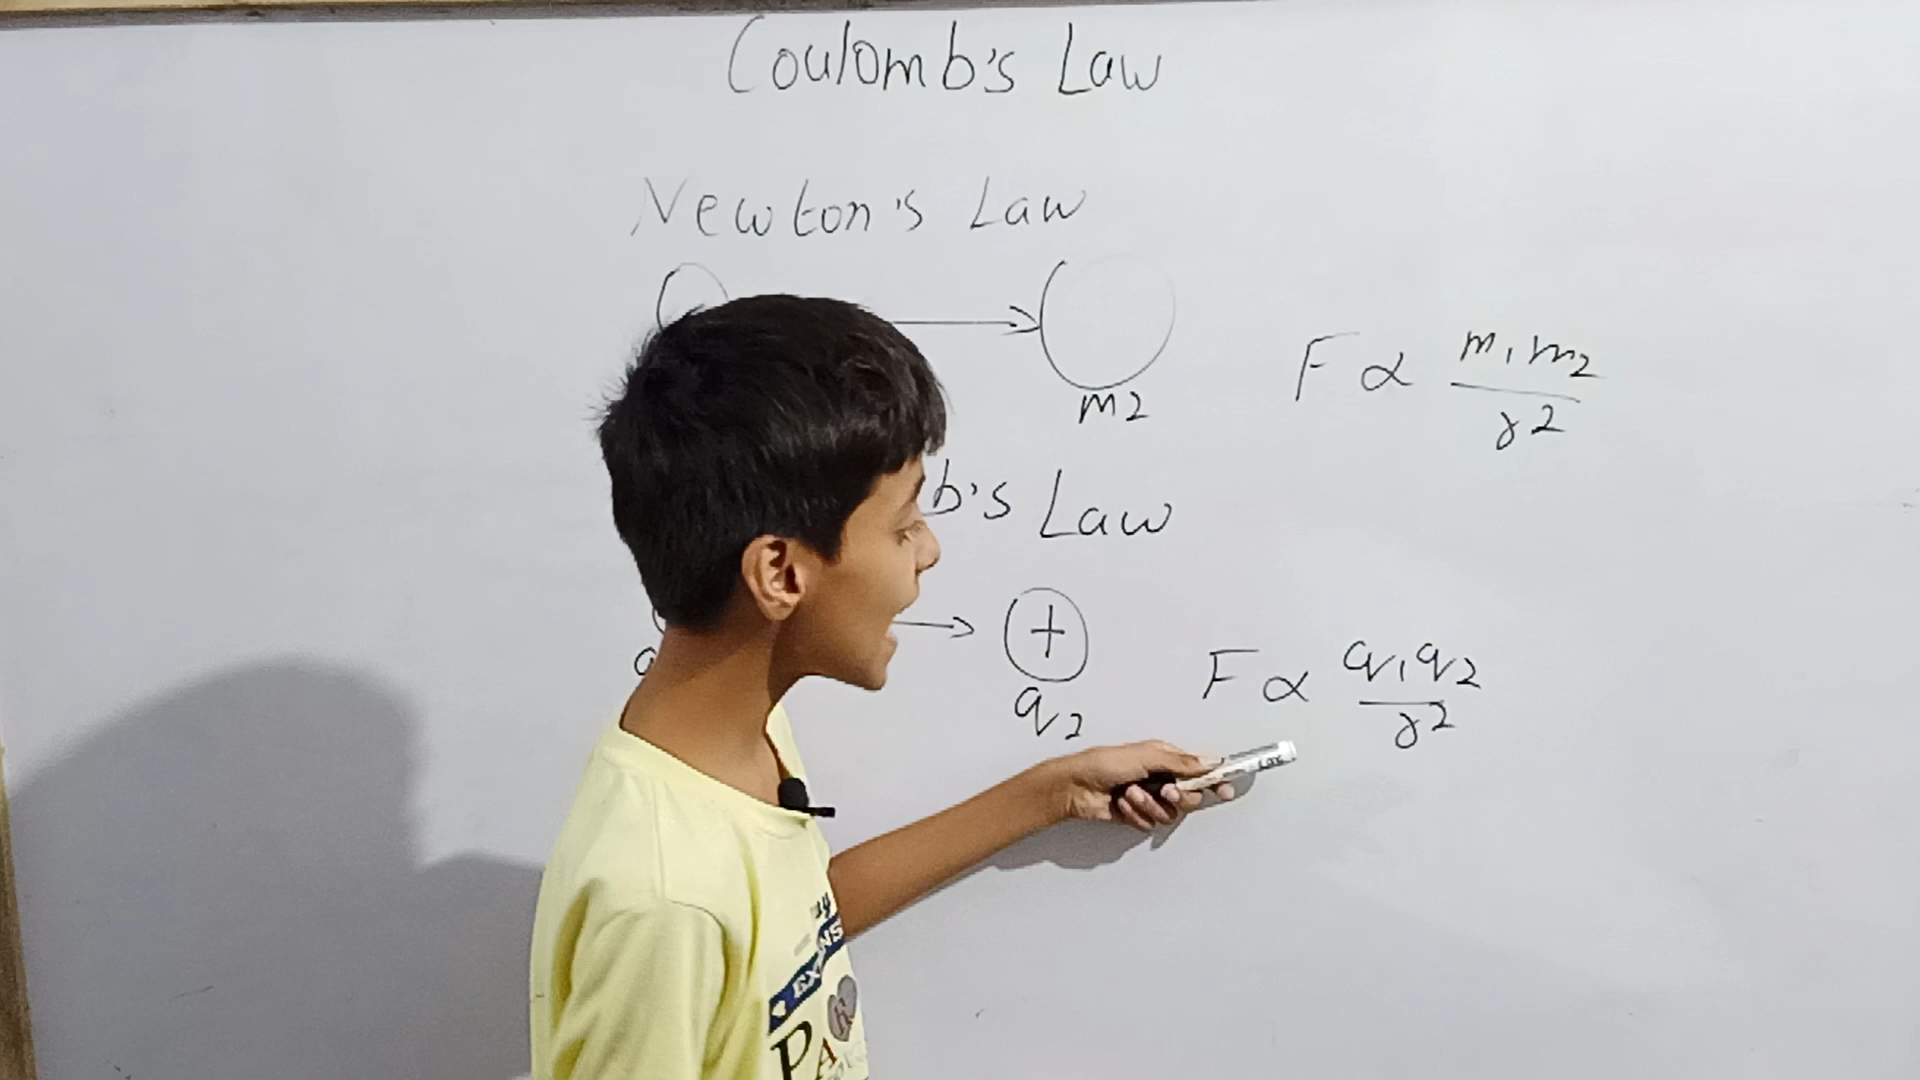 Coulomb's Law
Newton's Law
m2
F ∝ m1m2
r2
b's Law
q2
F ∝ q1q2
r2